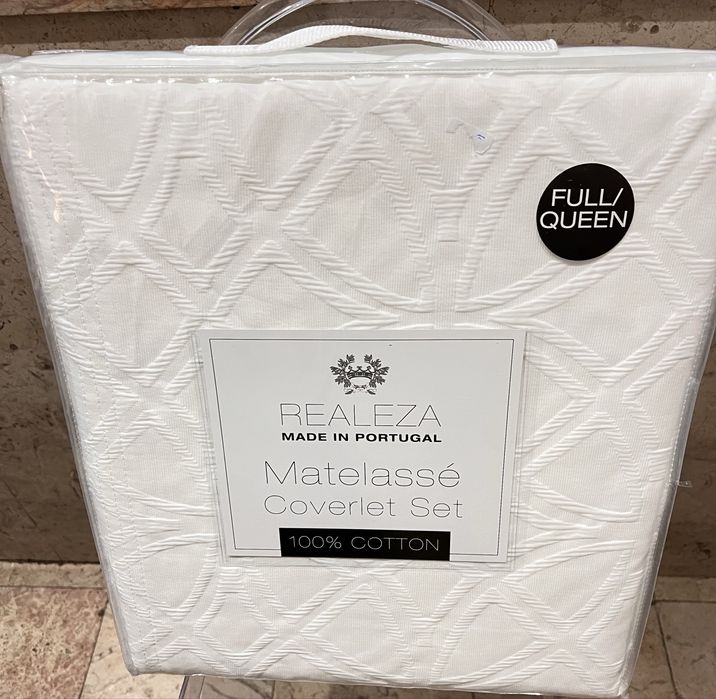 FULL/
QUEEN
REALEZA
MADE IN PORTUGAL
Matelassé
Coverlet Set
100% COTTON